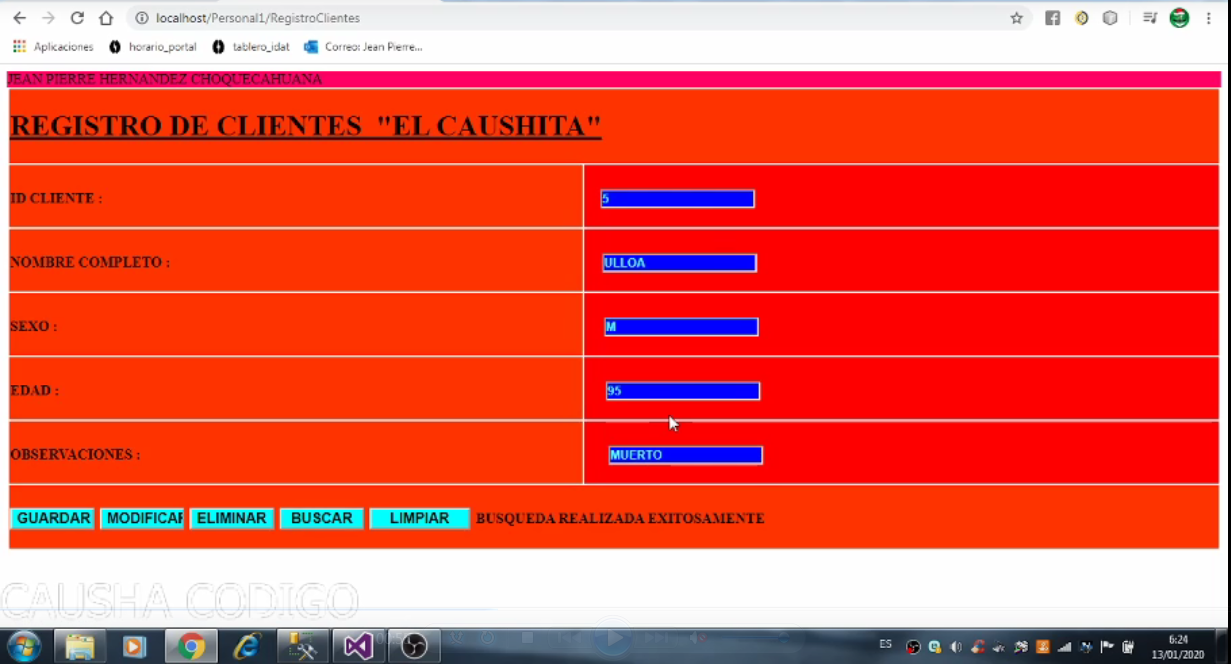 localhost/Personal1/RegistroClientes
Aplicaciones horario_portal tablero_idat Correo: Jean Pierre...
JEAN PIERRE HERNANDEZ CHOQUECAHUANA
REGISTRO DE CLIENTES "EL CAUSHITA"
ID CLIENTE : 5
NOMBRE COMPLETO : ULLOA
SEXO : M
EDAD : 95
OBSERVACIONES : MUERTO
GUARDAR MODIFICAR ELIMINAR BUSCAR LIMPIAR BUSQUEDA REALIZADA EXITOSAMENTE
CAUSHA CODIGO
ES 6:24
13/01/2020